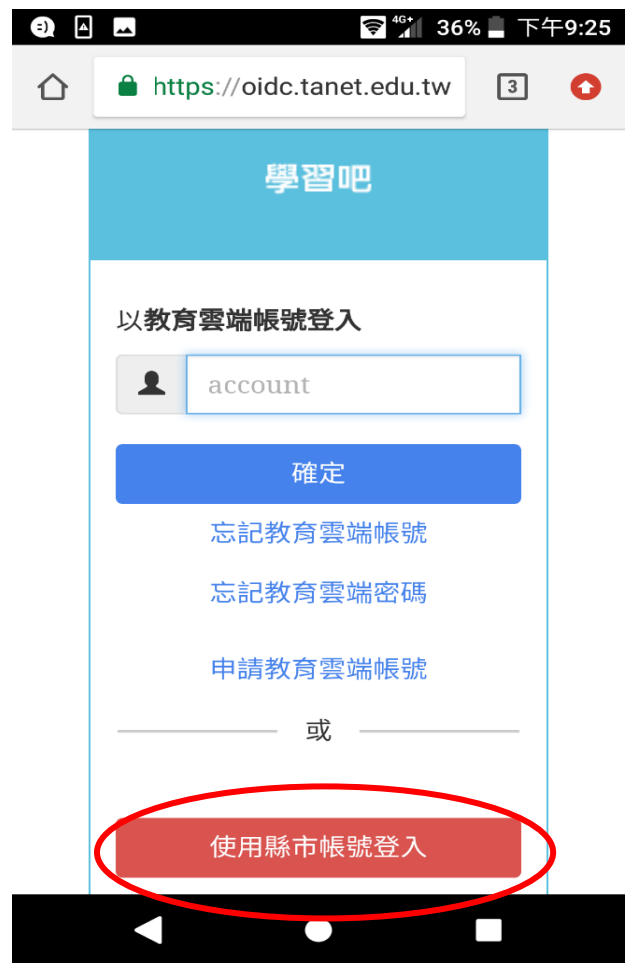 4G+ 36% 下午9:25
https://oidc.tanet.edu.tw 3
學習吧
以教育雲端帳號登入
account
確定
忘記教育雲端帳號
忘記教育雲端密碼
申請教育雲端帳號
或
使用縣市帳號登入